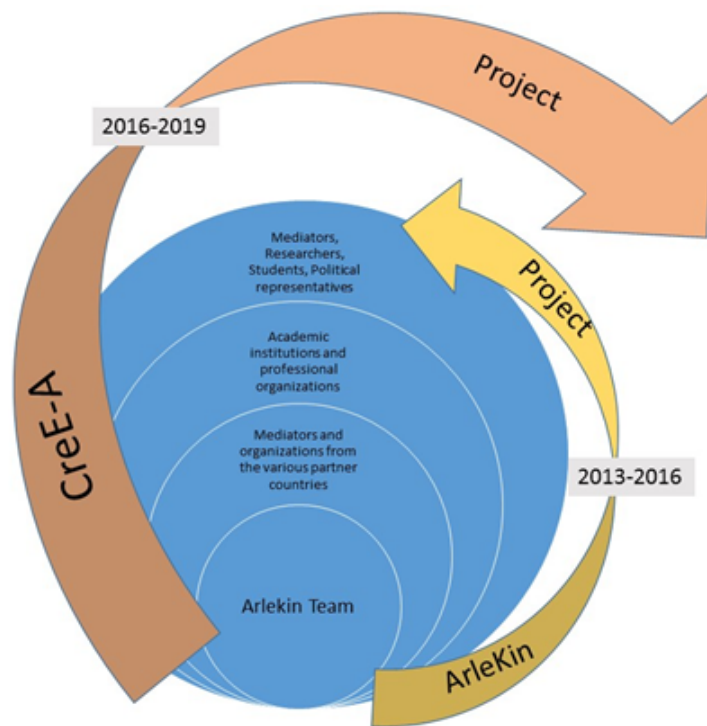 Project
2016-2019
Mediators,
Researchers,
Students, Political
representatives
Project
Academic
institutions and
professional
organizations
CreE-A
Mediators and
organizations from
the various partner
countries
2013-2016
Arlekin Team
ArleKin